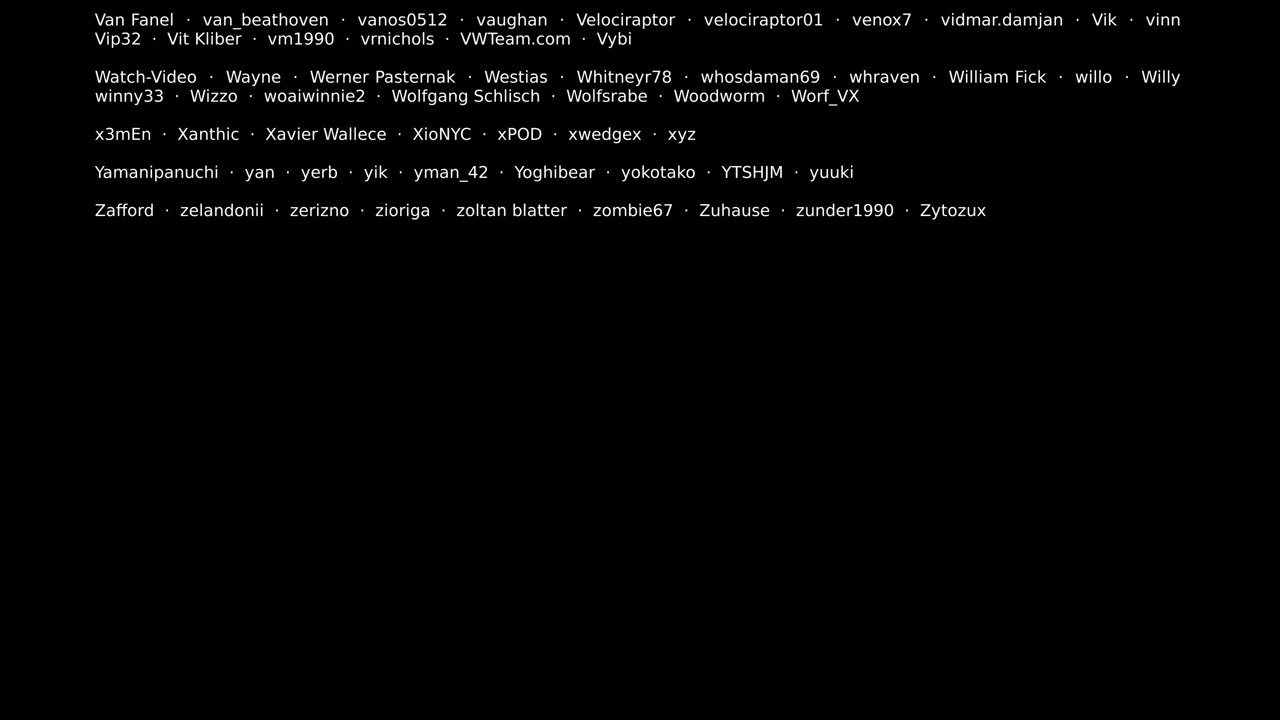 Van Fanel · van_beathoven · vanos0512 · vaughan · Velociraptor · velociraptor01 · venox7 · vidmar.damjan · Vik · vinn
Vip32 · Vit Kliber · vm1990 · vrnichols · VWTeam.com · Vybi
Watch-Video · Wayne · Werner Pasternak · Westias · Whitneyr78 · whosdaman69 · whraven · William Fick · willo · Willy
winny33 · Wizzo · woaiwinnie2 · Wolfgang Schlisch · Wolfsrabe · Woodworm · Worf_VX
x3mEn · Xanthic · Xavier Wallece · XioNYC · xPOD · xwedgex · xyz
Yamanipanuchi · yan · yerb · yik · yman_42 · Yoghibear · yokotako · YTSHJM · yuuki
Zafford · zelandonii · zerizno · zioriga · zoltan blatter · zombie67 · Zuhause · zunder1990 · Zytozux